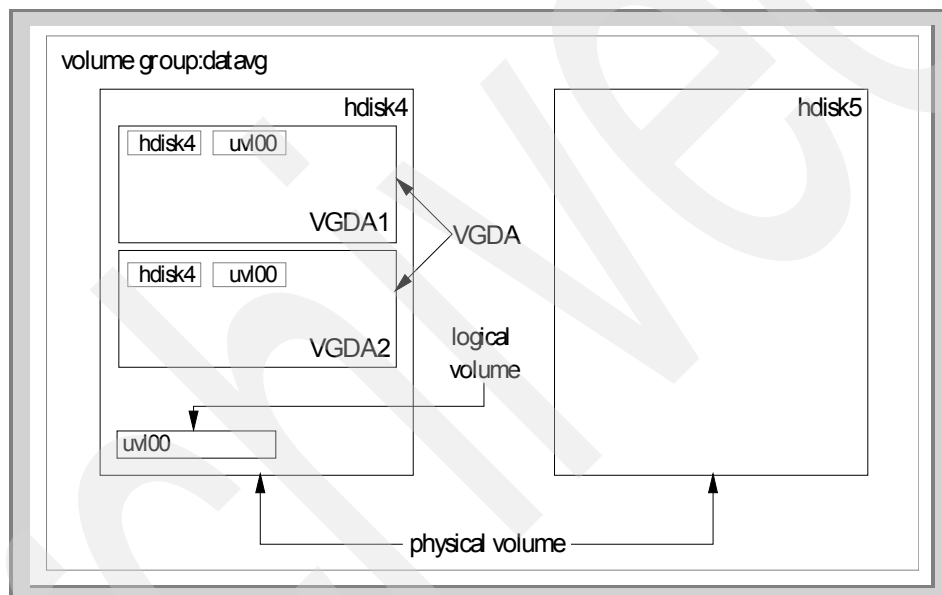 volume group:datavg
hdisk4
hdisk5
hdisk4
uvl00
VGDA1
VGDA
hdisk4
uvl00
VGDA2
logical
volume
uvl00
physical volume